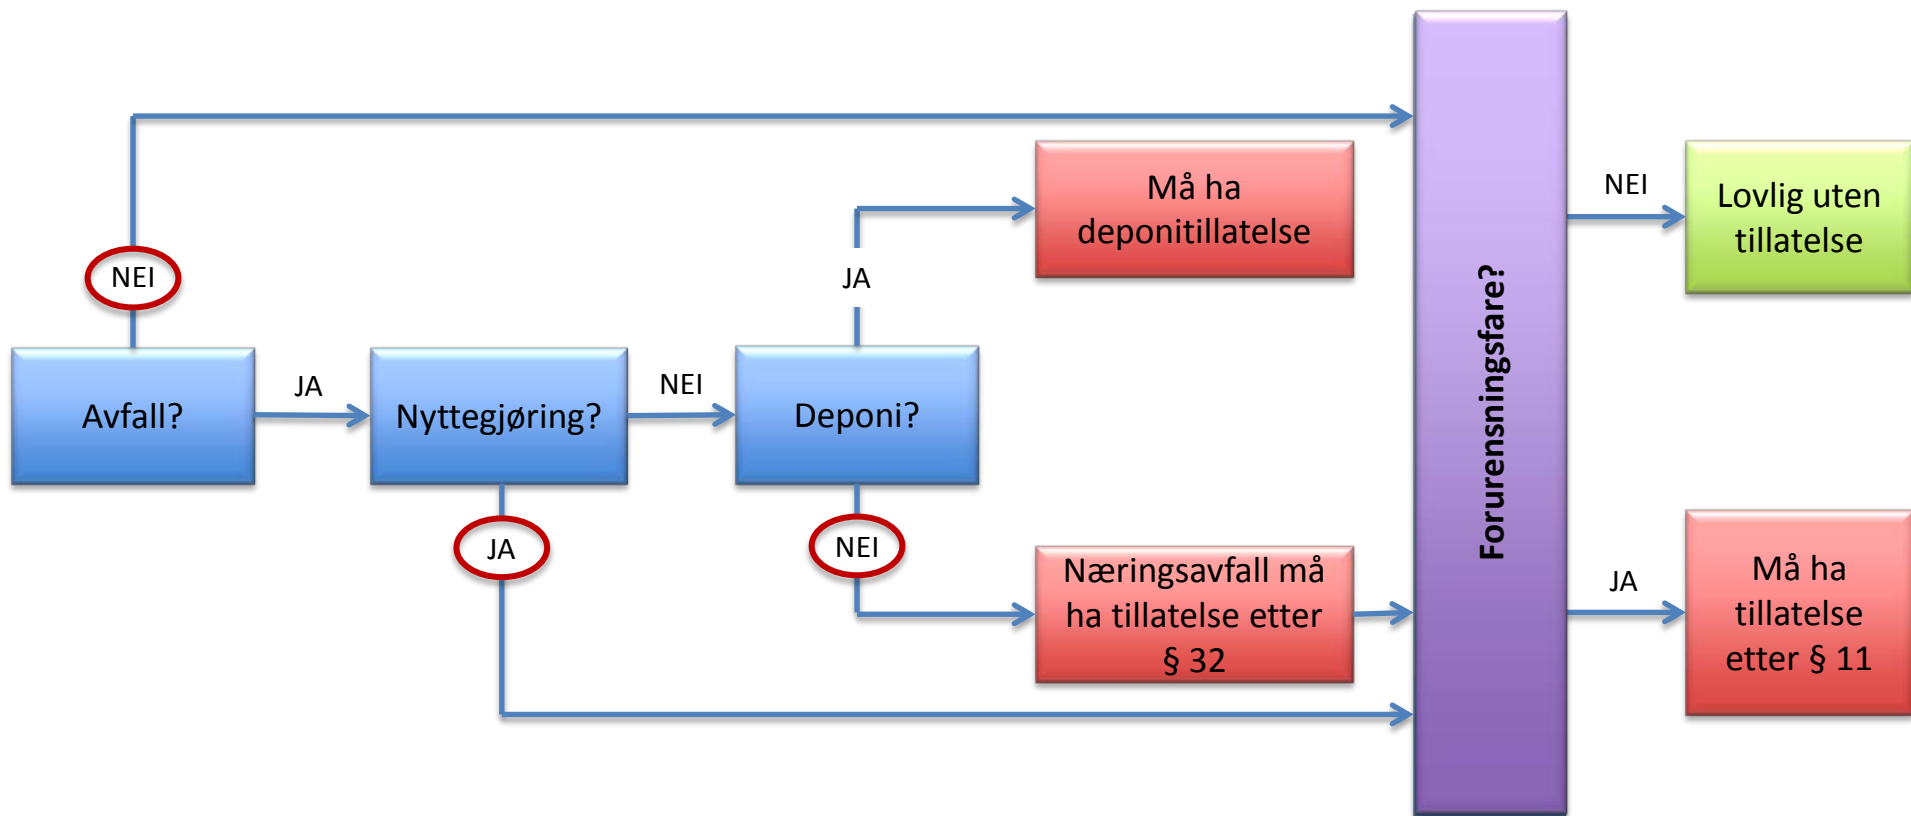 NEI
Avfall?
JA
Nyttegjøring?
JA
NEI
Deponi?
JA
Må ha
deponitillatelse
NEI
Næringsavfall må
ha tillatelse etter
§ 32
Forurensningsfare?
NEI
Lovlig uten
tillatelse
JA
Må ha
tillatelse
etter § 11